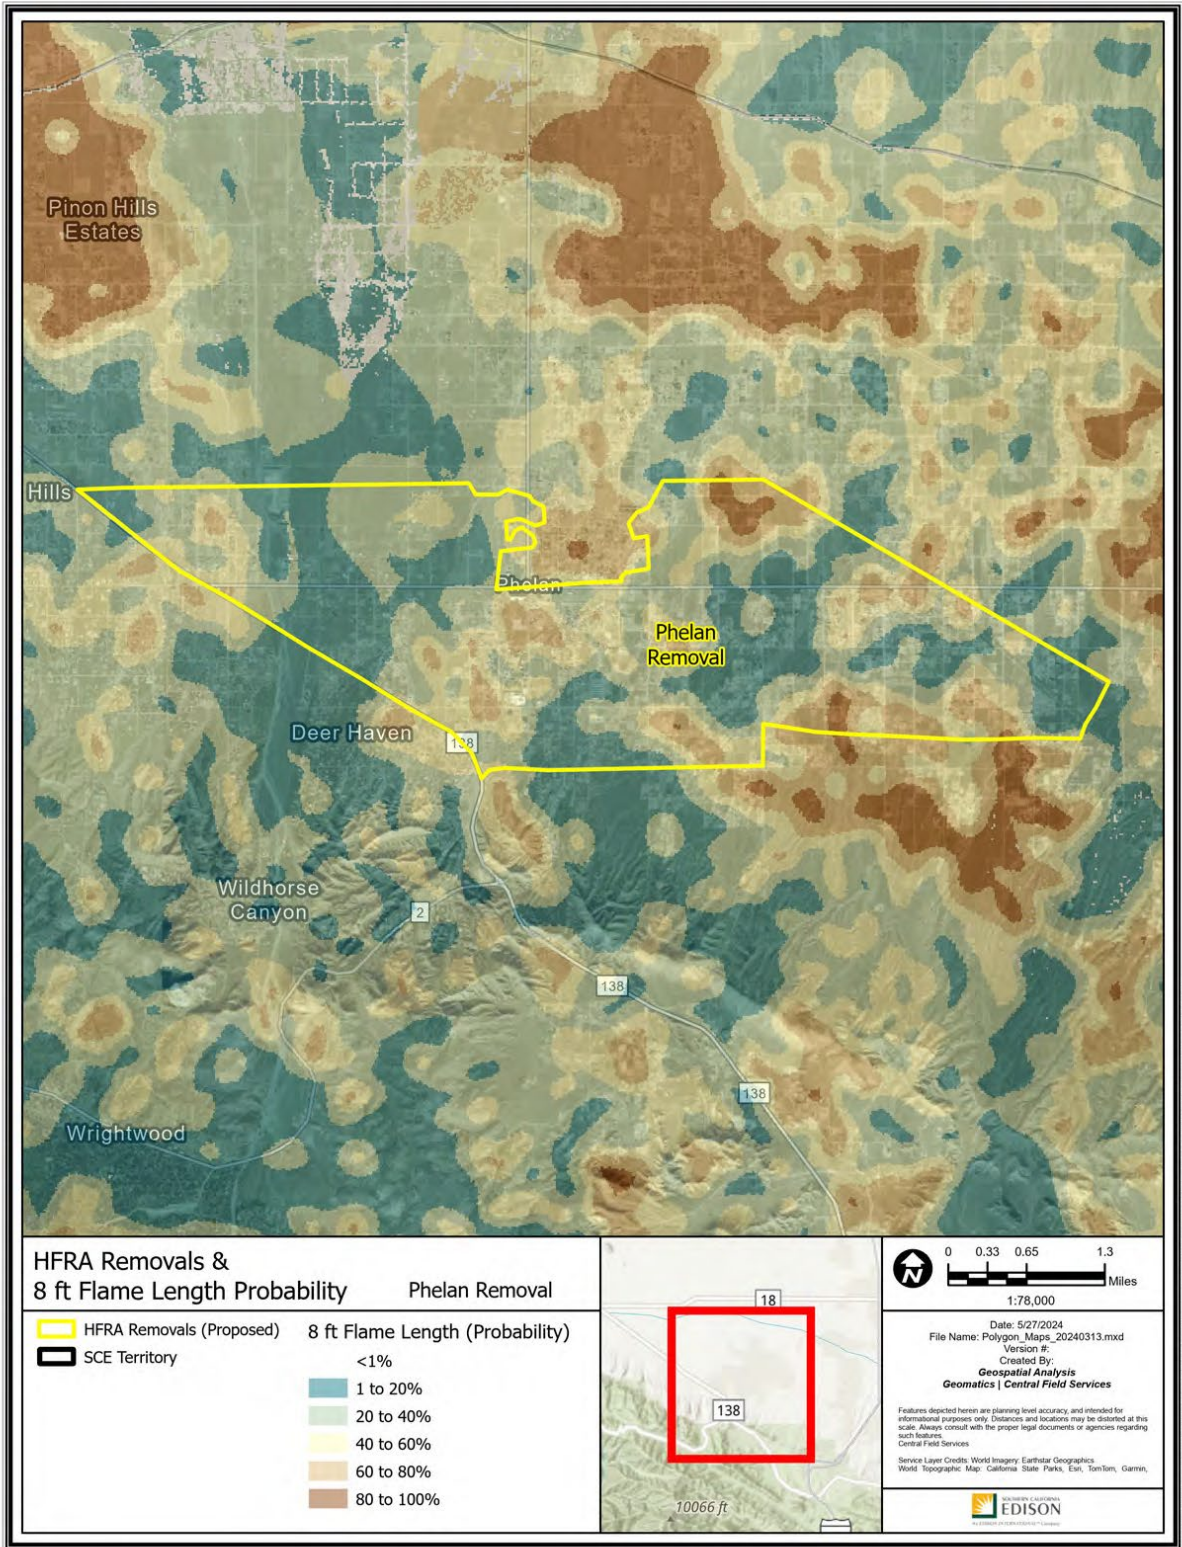 Pinon Hills
Estates
Hills
Phelan
Phelan
Removal
Deer Haven
138
Wildhorse
Canyon
2
138
138
Wrightwood
HFRA Removals &
8 ft Flame Length Probability
Phelan Removal
HFRA Removals (Proposed)
SCE Territory
8 ft Flame Length (Probability)
<1%
1 to 20%
20 to 40%
40 to 60%
60 to 80%
80 to 100%
18
138
10066 ft
N
0 0.33 0.65 1.3
Miles
1:78,000
Date: 5/27/2024
File Name: Polygon_Maps_20240313.mxd
Version #:
Created By:
Geospatial Analysis
Geomatics | Central Field Services
Features depicted herein are planning level accuracy, and intended for
informational purposes only. Distances and locations may be distorted at this
scale. Always consult with the proper legal documents or agencies regarding
such features.
Central Field Services
Service Layer Credits: World Imagery: Earthstar Geographics
World Topographic Map: California State Parks, Esri, TomTom, Garmin,
SOUTHERN CALIFORNIA
EDISON
An EDISON INTERNATIONAL® Company